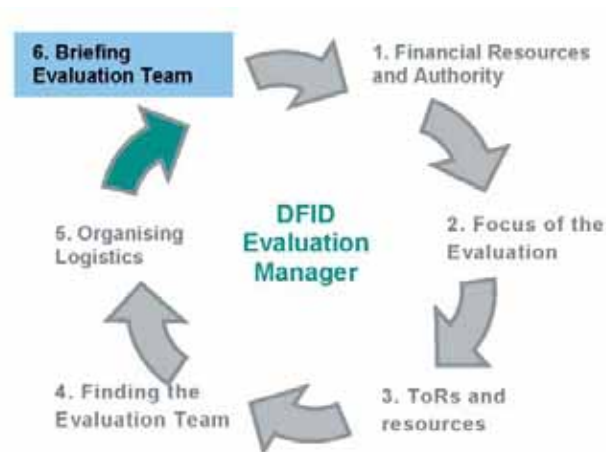 6. Briefing
Evaluation Team
1. Financial Resources
and Authority
2. Focus of the
Evaluation
3. ToRs and
resources
4. Finding the
Evaluation Team
5. Organising
Logistics
DFID
Evaluation
Manager